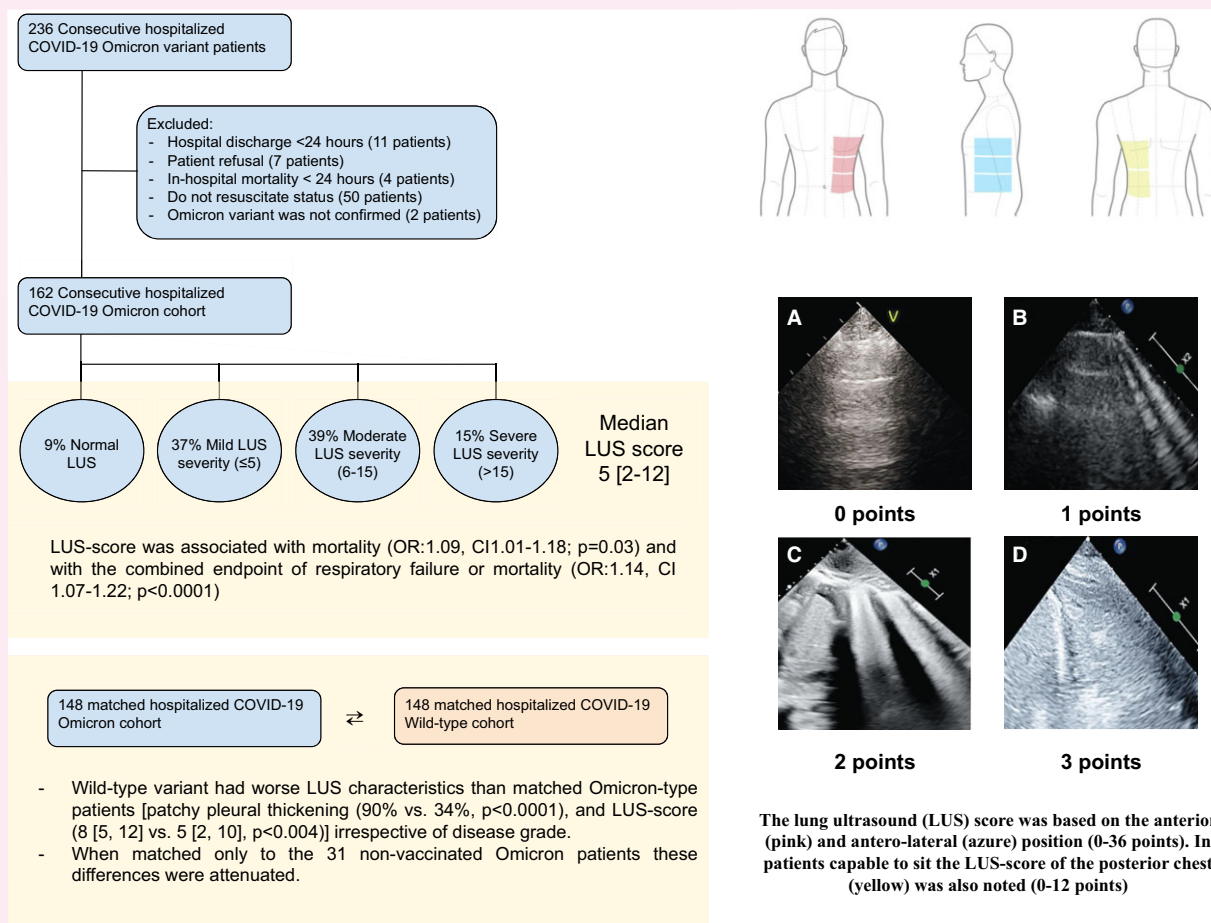 236 Consecutive hospitalized
COVID-19 Omicron variant patients
Excluded:
- Hospital discharge <24 hours (11 patients)
- Patient refusal (7 patients)
- In-hospital mortality < 24 hours (4 patients)
- Do not resuscitate status (50 patients)
- Omicron variant was not confirmed (2 patients)
162 Consecutive hospitalized
COVID-19 Omicron cohort
9% Normal
LUS
37% Mild LUS
severity (≤5)
39% Moderate
LUS severity
(6-15)
15% Severe
LUS severity
(>15)
Median
LUS score
5 [2-12]
LUS-score was associated with mortality (OR:1.09, CI1.01-1.18; p=0.03) and
with the combined endpoint of respiratory failure or mortality (OR:1.14, CI
1.07-1.22; p<0.0001)
148 matched hospitalized COVID-19
Omicron cohort
⇄
148 matched hospitalized COVID-19
Wild-type cohort
- Wild-type variant had worse LUS characteristics than matched Omicron-type
patients [patchy pleural thickening (90% vs. 34%, p<0.0001), and LUS-score
(8 [5, 12] vs. 5 [2, 10], p<0.004)] irrespective of disease grade.
- When matched only to the 31 non-vaccinated Omicron patients these
differences were attenuated.
A
V
0 points
B
X2
1 points
C
X1
2 points
D
X1
3 points
The lung ultrasound (LUS) score was based on the anterior
(pink) and antero-lateral (azure) position (0-36 points). In
patients capable to sit the LUS-score of the posterior chest
(yellow) was also noted (0-12 points)